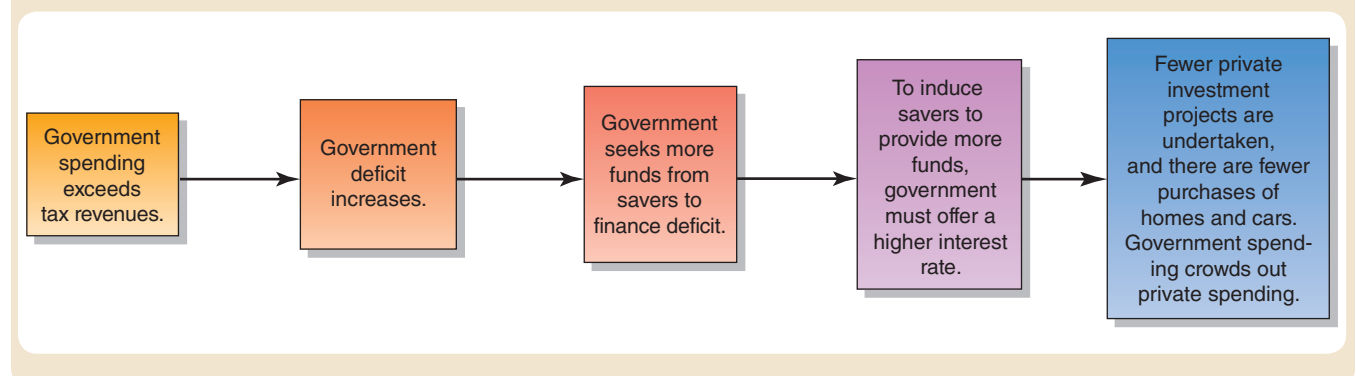 Government
spending
exceeds
tax revenues.
Government
deficit
increases.
Government
seeks more
funds from
savers to
finance deficit.
To induce
savers to
provide more
funds,
government
must offer a
higher interest
rate.
Fewer private
investment
projects are
undertaken,
and there are fewer
purchases of
homes and cars.
Government spend-
ing crowds out
private spending.